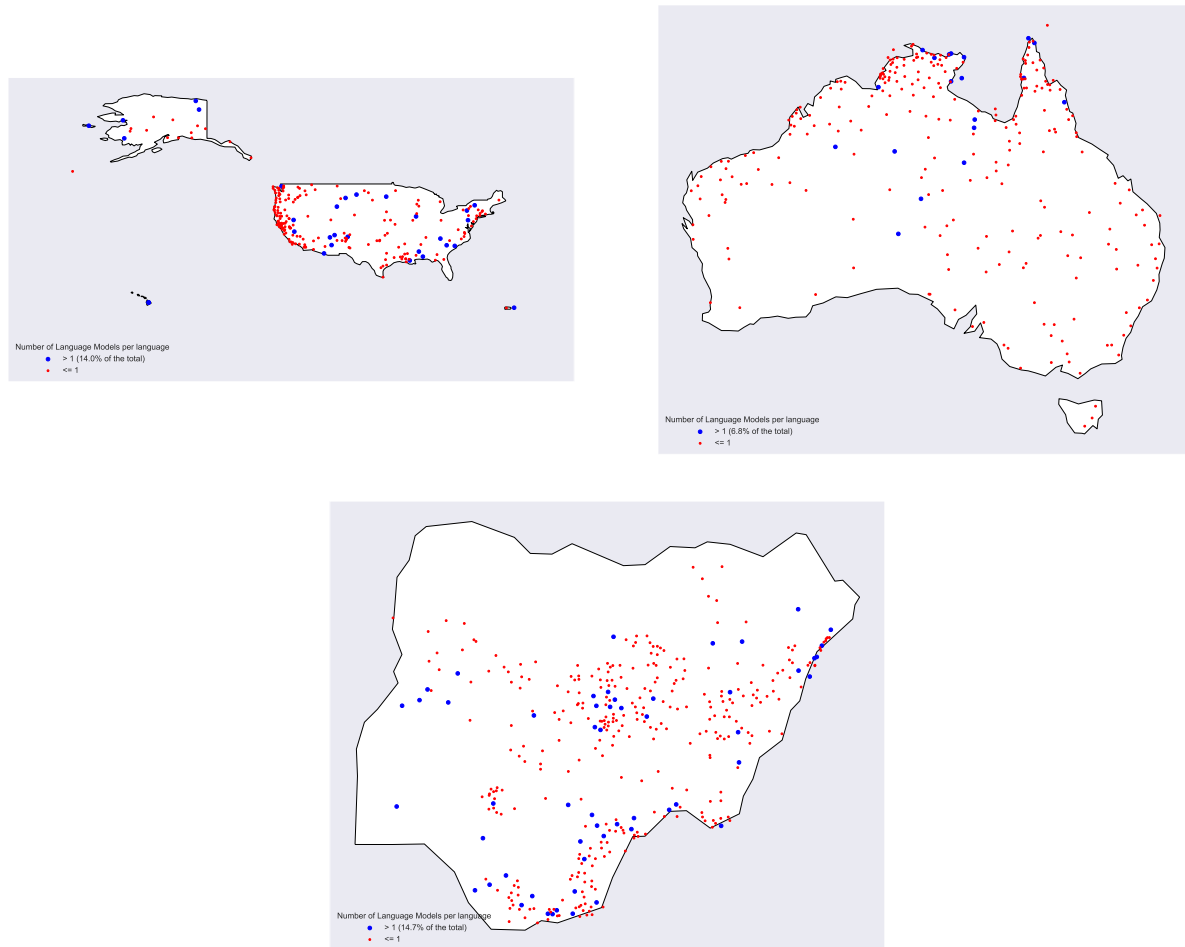 Number of Language Models per language
> 1 (14.0% of the total)
<= 1
Number of Language Models per language
> 1 (6.8% of the total)
<= 1
Number of Language Models per language
> 1 (14.7% of the total)
<= 1